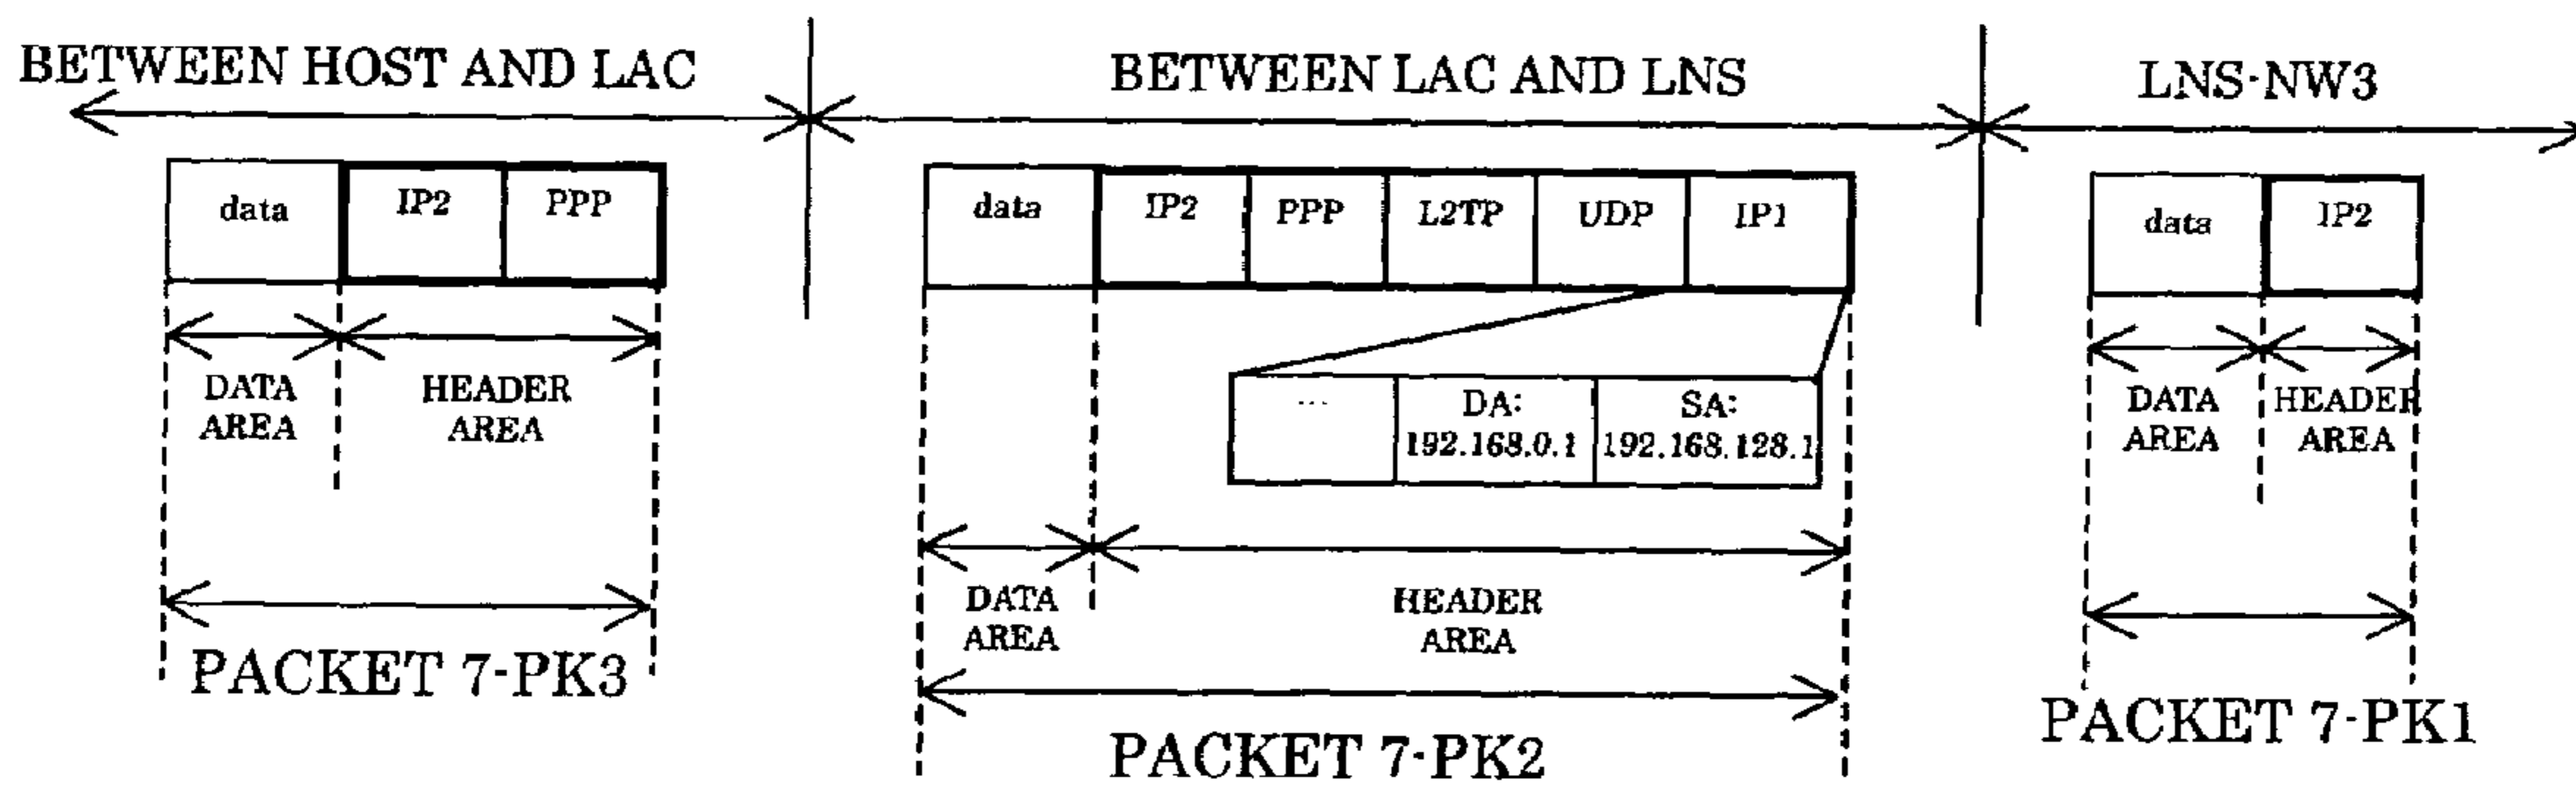 BETWEEN HOST AND LAC
BETWEEN LAC AND LNS
LNS-NW3
data
IP2
PPP
data
IP2
PPP
L2TP
UDP
IP1
data
IP2
...
DA:
192.168.0.1
SA:
192.168.128.1
DATA
AREA
HEADER
AREA
DATA
AREA
HEADER
AREA
DATA
AREA
HEADER
AREA
PACKET 7-PK3
PACKET 7-PK2
PACKET 7-PK1